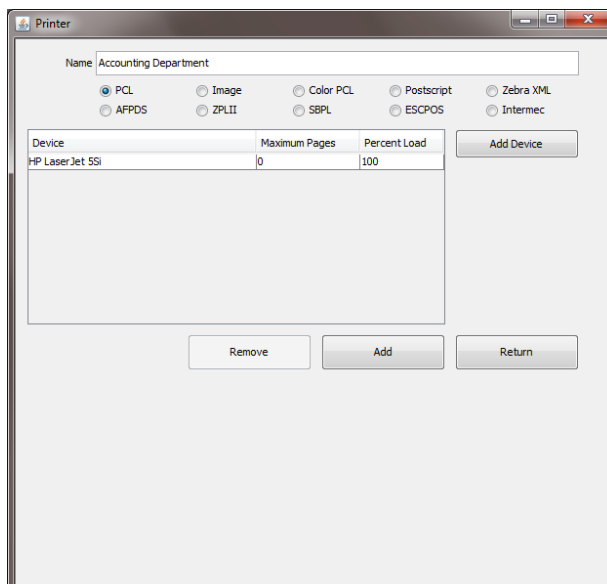 Printer
Name Accounting Department
PCL Image Color PCL Postscript Zebra XML
AFPDS ZPLII SBPL ESCPOS Intermec
Device Maximum Pages Percent Load Add Device
HP LaserJet 5Si 0 100
Remove Add Return